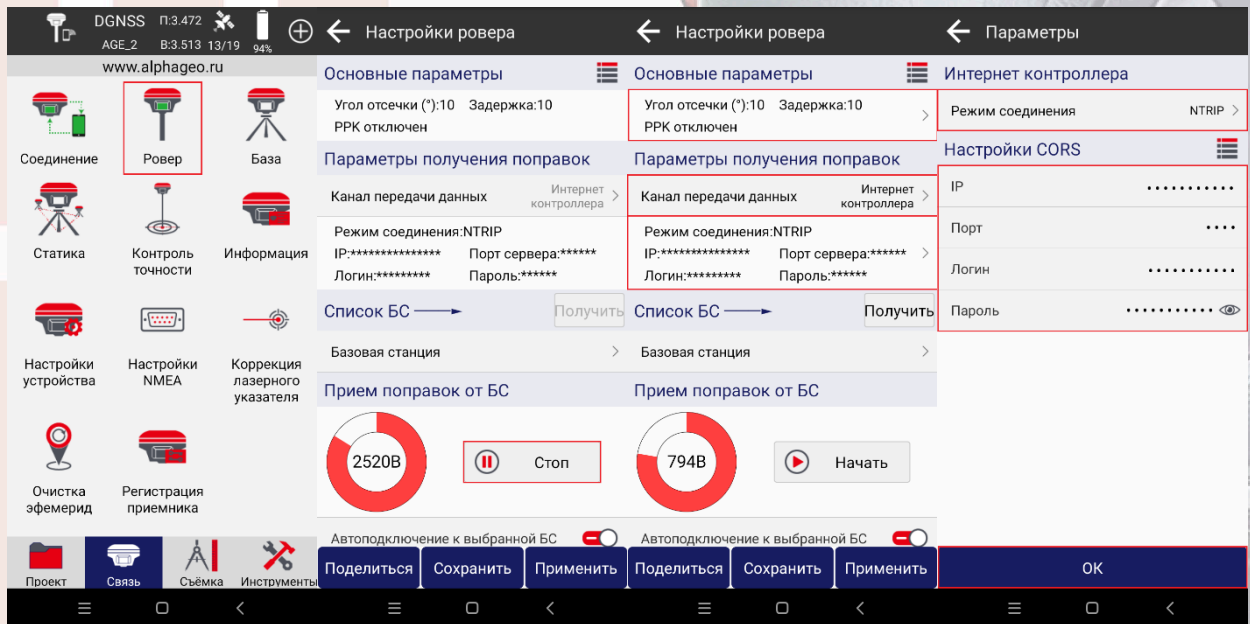 DGNSS П:3.472
AGE_2 В:3.513 13/19 94%
www.alphageo.ru
Соединение
Ровер
База
Статика
Контроль
точности
Информация
Настройки
устройства
Настройки
NMEA
Коррекция
лазерного
указателя
Очистка
эфемерид
Регистрация
приемника
Проект
Связь
Съёмка
Инструменты
Настройки ровера
Основные параметры
Угол отсечки (°):10 Задержка:10
PPK отключен
Параметры получения поправок
Канал передачи данных
Интернет
контроллера
Режим соединения:NTRIP
IP:*************** Порт сервера:******
Логин:********* Пароль:******
Список БС
Получить
Базовая станция
Прием поправок от БС
2520B
Стоп
Автоподключение к выбранной БС
Поделиться
Сохранить
Применить
Настройки ровера
Основные параметры
Угол отсечки (°):10 Задержка:10
PPK отключен
Параметры получения поправок
Канал передачи данных
Интернет
контроллера
Режим соединения:NTRIP
IP:*************** Порт сервера:******
Логин:********* Пароль:******
Список БС
Получить
Базовая станция
Прием поправок от БС
794B
Начать
Автоподключение к выбранной БС
Поделиться
Сохранить
Применить
Параметры
Интернет контроллера
Режим соединения NTRIP
Настройки CORS
IP •••••••••••
Порт ••••
Логин •••••••••••
Пароль •••••••••••
ОК